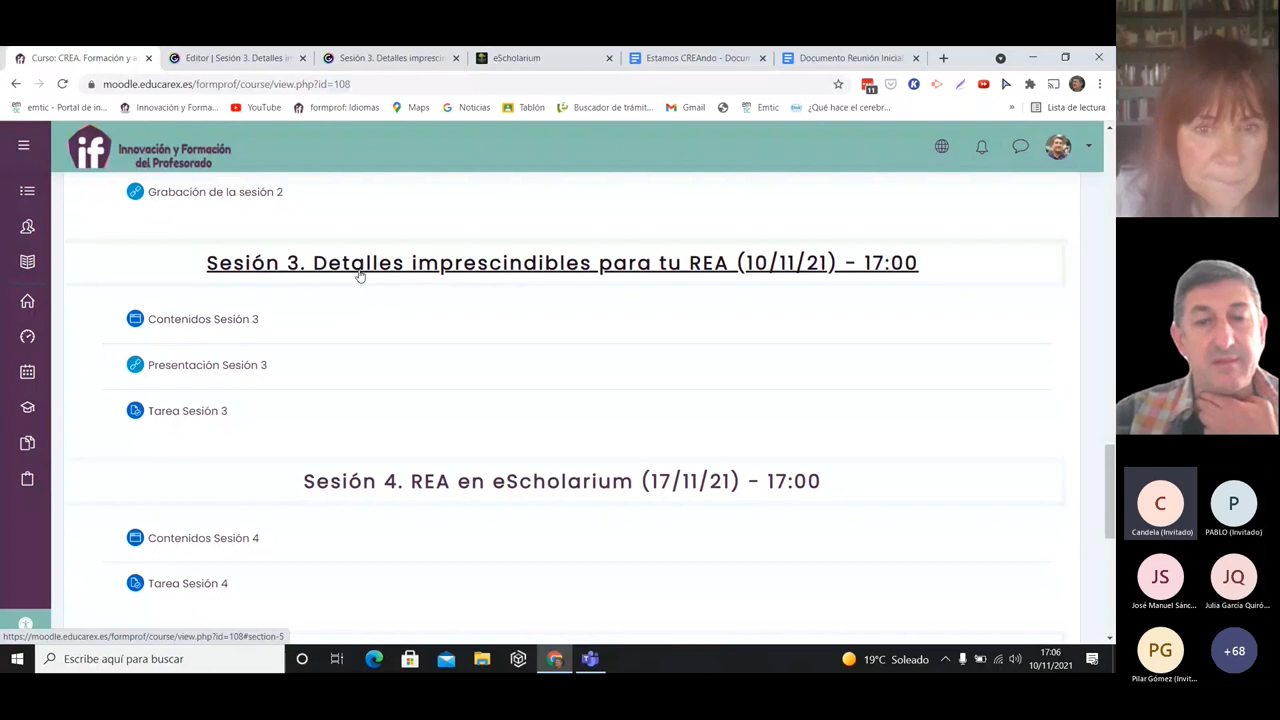 Curso: CREA. Formación y a
Editor | Sesión 3. Detalles im
Sesión 3. Detalles imprescin
eScholarium
Estamos CREAndo - Docum
Documento Reunión Inicial
moodle.educarex.es/formprof/course/view.php?id=108
11
emtic - Portal de in...
Innovación y Forma...
YouTube
formprof: Idiomas
Maps
Noticias
Tablón
Buscador de trámit...
Gmail
Emtic
¿Qué hace el cerebr...
»
Lista de lectura
if
Innovación y Formación
del Profesorado
Grabación de la sesión 2
Sesión 3. Detalles imprescindibles para tu REA (10/11/21) - 17:00
Contenidos Sesión 3
Presentación Sesión 3
Tarea Sesión 3
Sesión 4. REA en eScholarium (17/11/21) - 17:00
Contenidos Sesión 4
Tarea Sesión 4
https://moodle.educarex.es/formprof/course/view.php?id=108#section-5
Escribe aquí para buscar
19°C Soleado
17:06
10/11/2021
C
Candela (Invitado)
P
PABLO (Invitado)
JS
José Manuel Sánc...
JQ
Julia García Quiró...
PG
Pilar Gómez (Invit...
+68